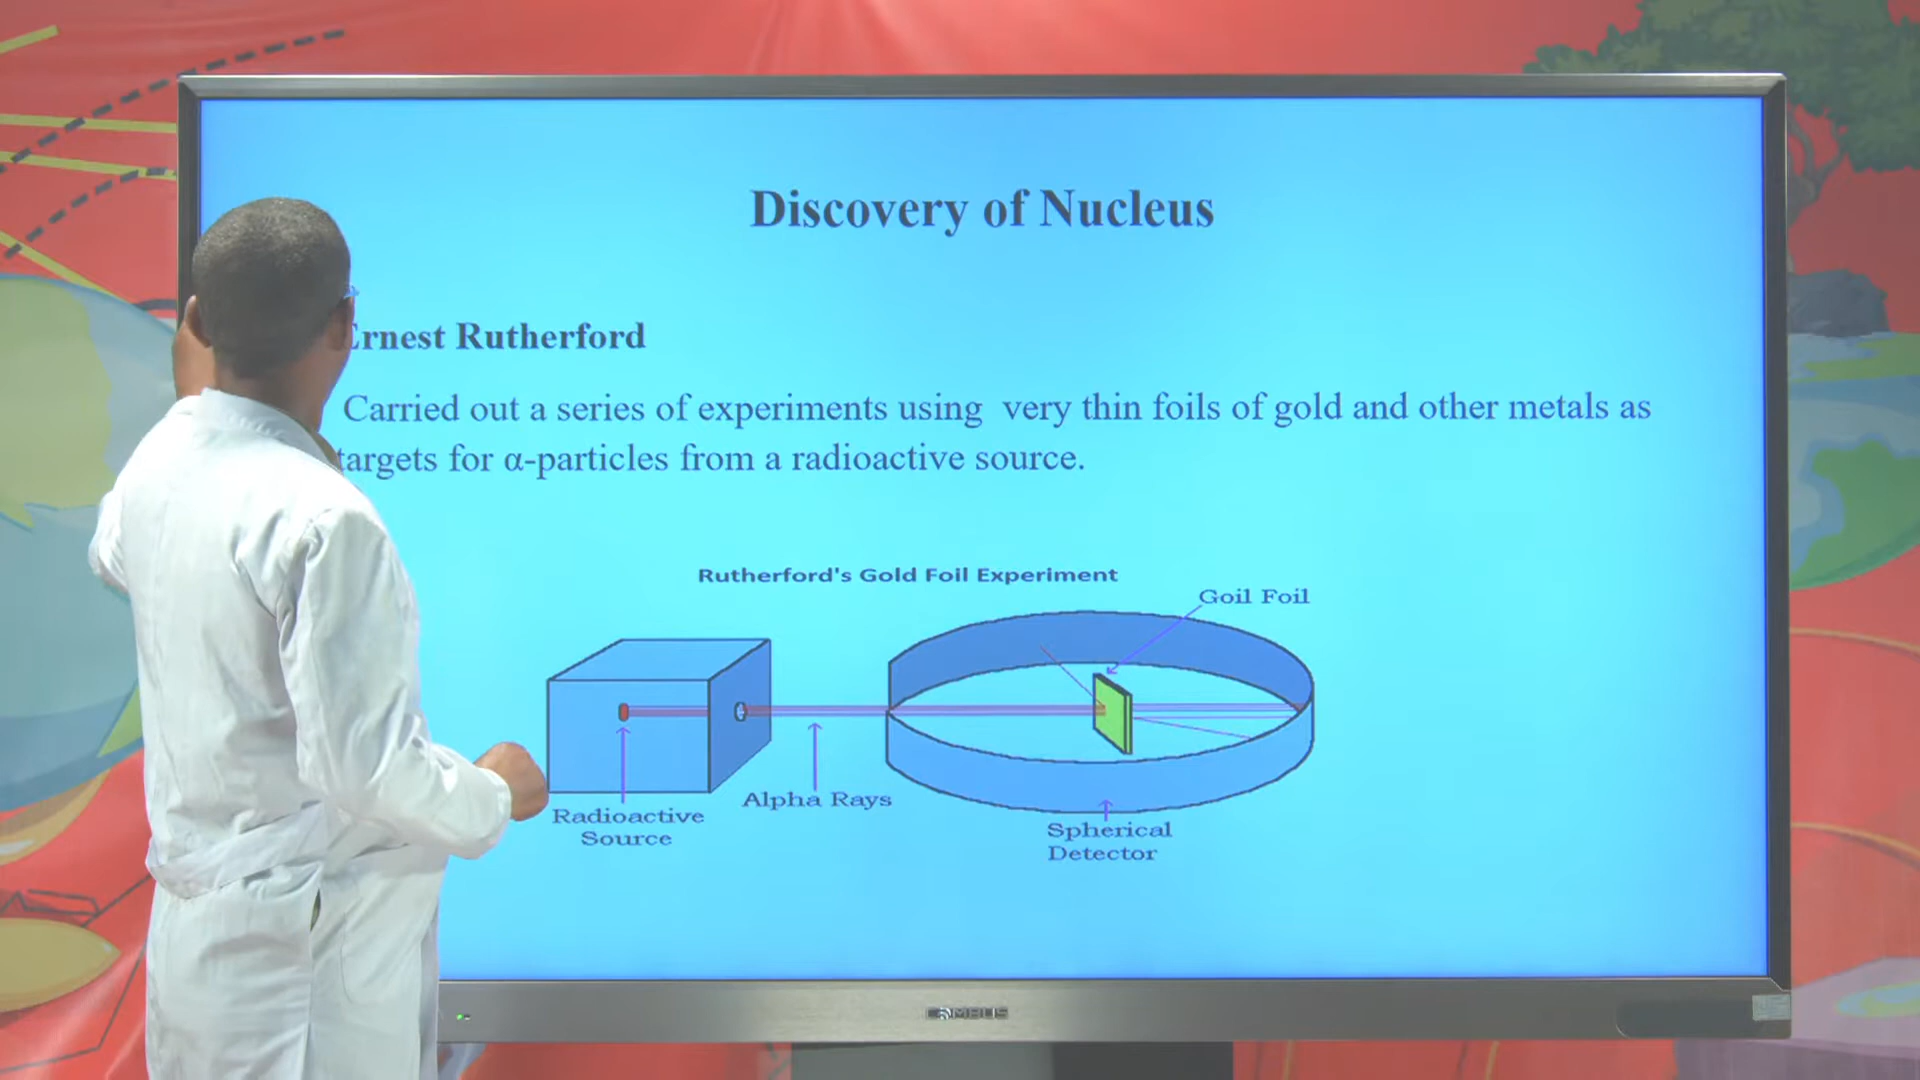 Discovery of Nucleus
Ernest Rutherford
Carried out a series of experiments using very thin foils of gold and other metals as
targets for α-particles from a radioactive source.
Rutherford's Gold Foil Experiment
Goil Foil
Radioactive
Source
Alpha Rays
Spherical
Detector